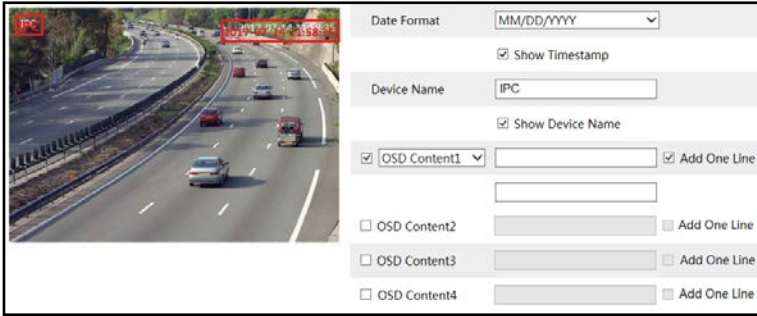 IPC
Date Format
MM/DD/YYYY
Show Timestamp
Device Name
IPC
Show Device Name
OSD Content1
Add One Line
OSD Content2
Add One Line
OSD Content3
Add One Line
OSD Content4
Add One Line